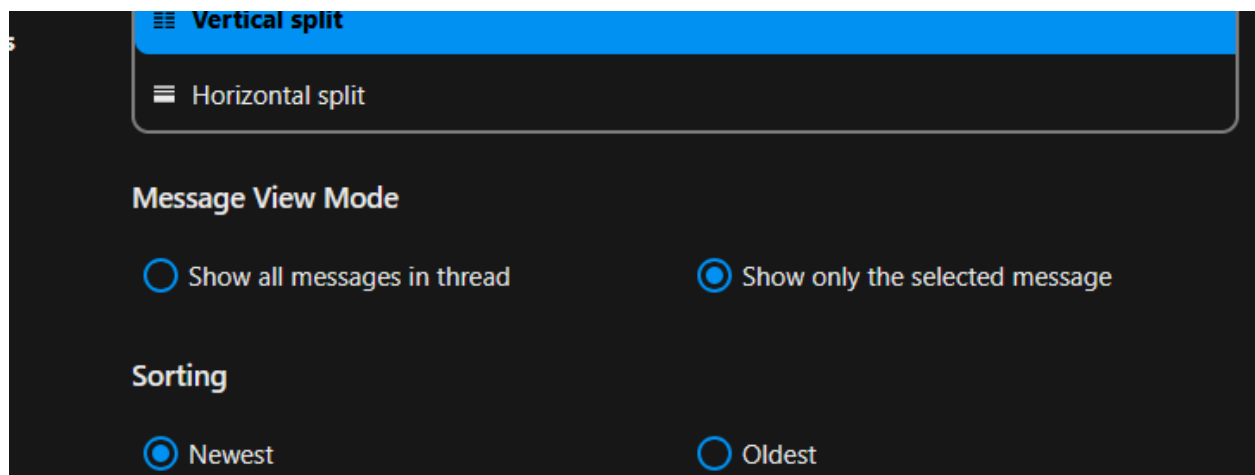 Vertical split
s
Horizontal split
Message View Mode
Show all messages in thread Show only the selected message
Sorting
Newest Oldest